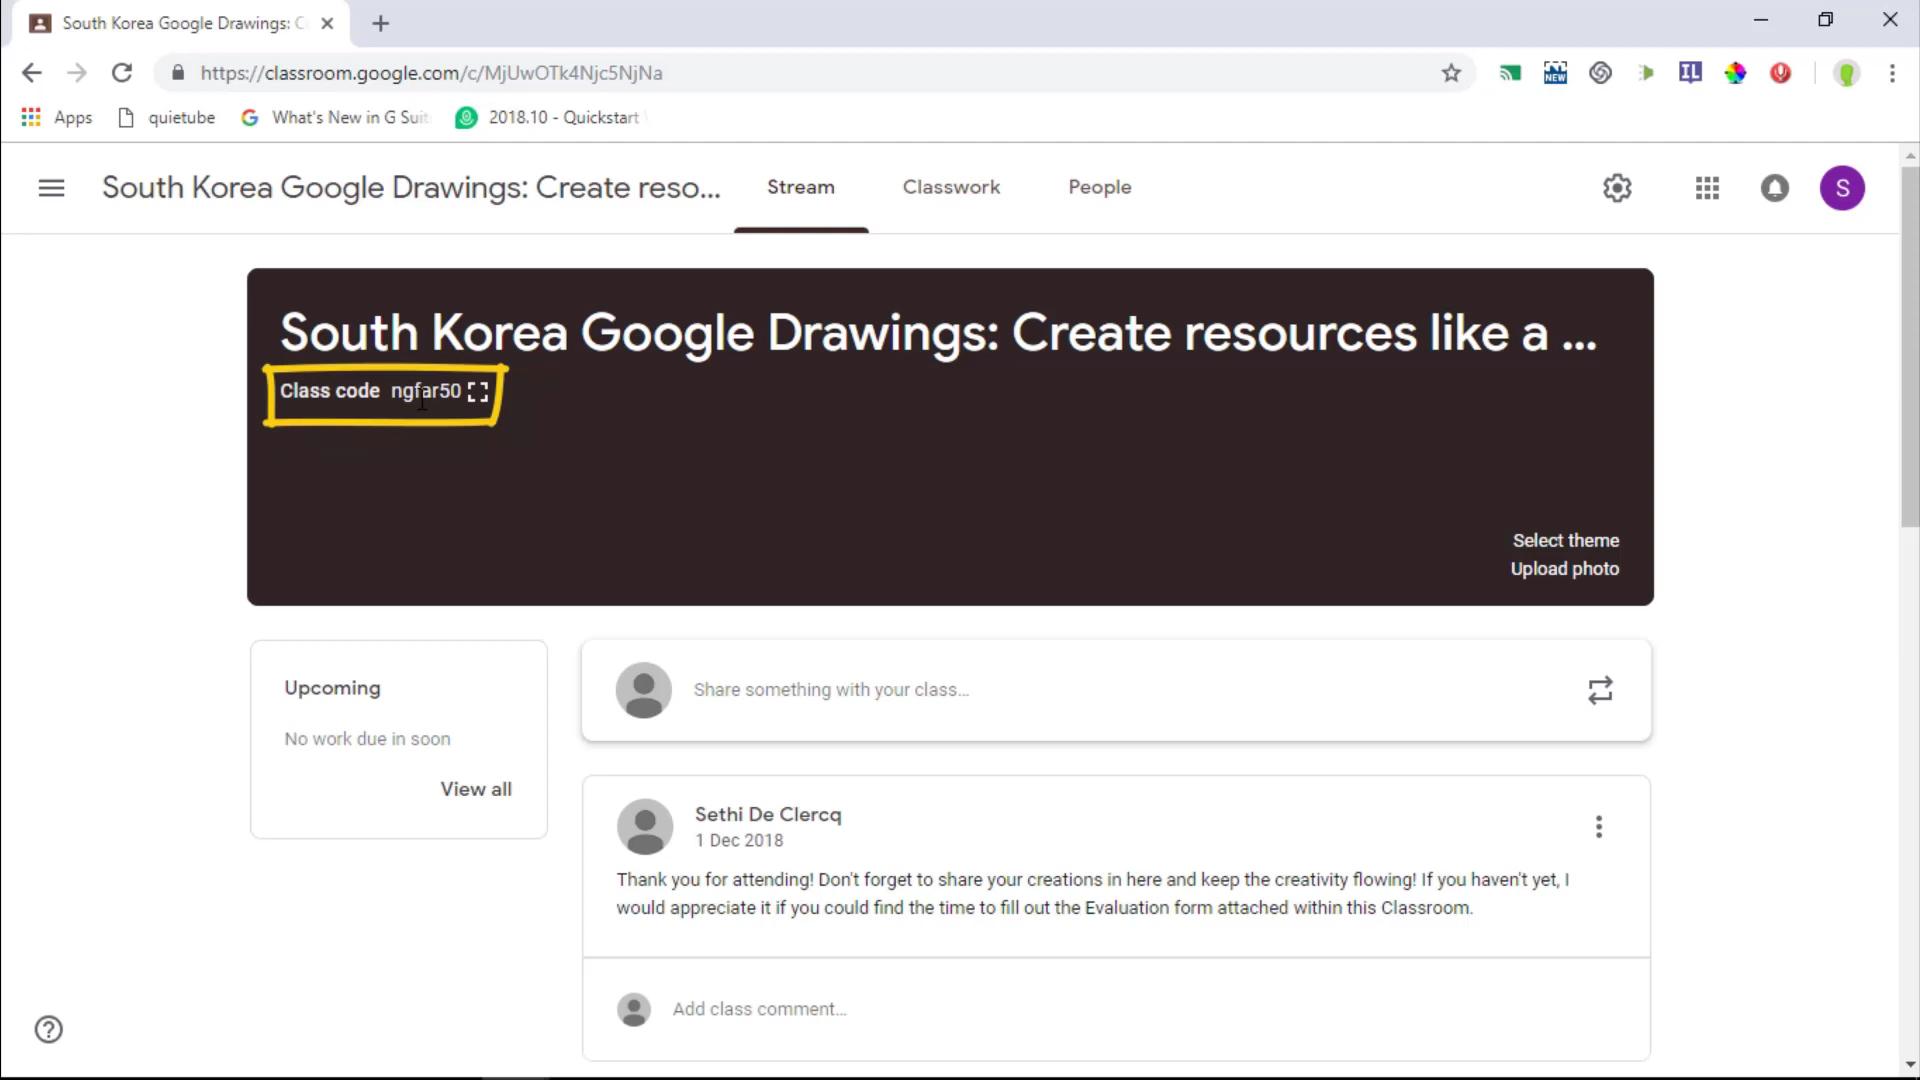 South Korea Google Drawings: C
https://classroom.google.com/c/MjUwOTk4Njc5NjNa
NEW
IL
Apps
quietube
What's New in G Suit
2018.10 - Quickstart
South Korea Google Drawings: Create reso...
Stream
Classwork
People
S
South Korea Google Drawings: Create resources like a ...
Class code ngfar50
Select theme
Upload photo
Upcoming
No work due in soon
View all
Share something with your class...
Sethi De Clercq
1 Dec 2018
Thank you for attending! Don't forget to share your creations in here and keep the creativity flowing! If you haven't yet, I
would appreciate it if you could find the time to fill out the Evaluation form attached within this Classroom.
Add class comment...